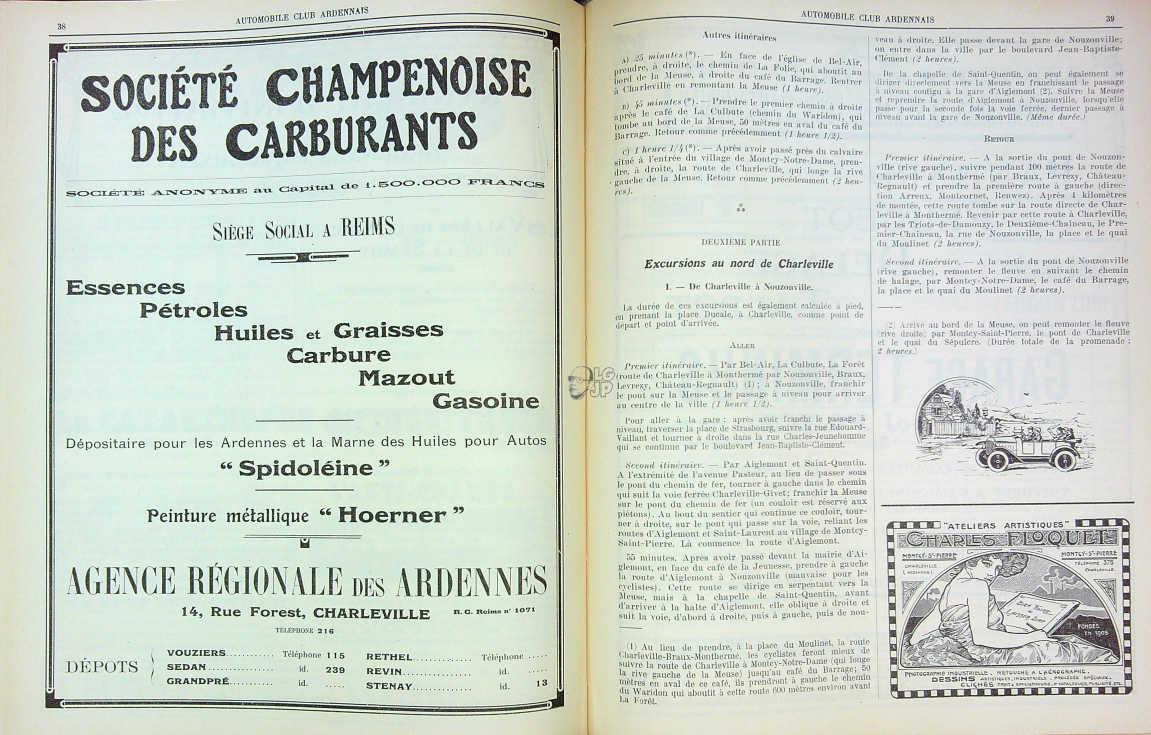 38
AUTOMOBILE CLUB ARDENNAIS
SOCIÉTÉ CHAMPENOISE
DES CARBURANTS
SOCIÉTÉ ANONYME au Capital de 1.500.000 FRANCS
SIÈGE SOCIAL A REIMS
Essences
Pétroles
Huiles et Graisses
Carbure
Mazout
Gasoine
Dépositaire pour les Ardennes et la Marne des Huiles pour Autos
“ Spidoléine ”
Peinture métallique “ Hoerner ”
AGENCE RÉGIONALE DES ARDENNES
14, Rue Forest, CHARLEVILLE R. C. Reims n° 1071
TÉLÉPHONE 216
DÉPOTS
VOUZIERS............ Téléphone 115
SEDAN................ id. 239
GRANDPRÉ............ id. .....
RETHEL............. Téléphone .....
REVIN.............. id. .....
STENAY............. id. 13
AUTOMOBILE CLUB ARDENNAIS
39
Autres itinéraires
A) 25 minutes (*). — En face de l'église de Bel-Air,
prendre, à droite, le chemin de La Folie, qui aboutit au
bord de la Meuse, à droite du café du Barrage. Rentrer
à Charleville en remontant la Meuse (1 heure).
B) 45 minutes (*). — Prendre le premier chemin à droite
après le café de La Culbute (chemin du Waridon), qui
tombe au bord de la Meuse, 50 mètres en aval du café du
Barrage. Retour comme précédemment (1 heure 1/2).
C) 1 heure 1/4 (*). — Après avoir passé près du calvaire
situé à l'entrée du village de Montcy-Notre-Dame, pren-
dre, à droite, la route de Charleville, qui longe la rive
gauche de la Meuse. Retour comme précédemment (2 heu-
res).
DEUXIÈME PARTIE
Excursions au nord de Charleville
I. — De Charleville à Nouzonville.
La durée de ces excursions est également calculée à pied,
en prenant la place Ducale, à Charleville, comme point de
départ et point d'arrivée.
ALLER
Premier itinéraire. — Par Bel-Air, La Culbute, La Forêt
(route de Charleville à Monthermé par Nouzonville, Braux,
Levrezy, Château-Regnault) (1) ; à Nouzonville, franchir
le pont sur la Meuse et le passage à niveau pour arriver
au centre de la ville (1 heure 1/2).
Pour aller à la gare : après avoir franchi le passage à
niveau, traverser la place de Strasbourg, suivre la rue Edouard-
Vaillant et tourner à droite dans la rue Charles-Jeunehomme
qui se continue par le boulevard Jean-Baptiste-Clément.
Second itinéraire. — Par Aiglemont et Saint-Quentin.
A l'extrémité de l'avenue Pasteur, au lieu de passer sous
le pont du chemin de fer, tourner à gauche dans le chemin
qui suit la voie ferrée Charleville-Givet; franchir la Meuse
sur le pont du chemin de fer (un couloir est réservé aux
piétons). Au bout du sentier qui continue ce couloir, tour-
ner à droite, sur le pont qui passe sur la voie, reliant les
routes d'Aiglemont et Saint-Laurent au village de Montcy-
Saint-Pierre. Là commence la route d'Aiglemont.
55 minutes. Après avoir passé devant la mairie d'Ai-
glemont, en face du café de la Jeunesse, prendre à gauche
la route d'Aiglemont à Nouzonville (mauvaise pour les
cyclistes). Cette route se dirige en serpentant vers la
Meuse, mais à la chapelle de Saint-Quentin, avant
d'arriver à la halte d'Aiglemont, elle oblique à droite et
suit la voie, d'abord à droite, puis à gauche, puis de nou-
(1) Au lieu de prendre, à la place du Moulinet, la route
Charleville-Braux-Monthermé, les cyclistes feront mieux de
suivre la route de Charleville à Montcy-Notre-Dame (qui longe
la rive gauche de la Meuse) jusqu'au café du Barrage; 50
mètres en aval de ce café, ils prendront à gauche le chemin
du Waridon qui aboutit à cette route 600 mètres environ avant
La Forêt.
veau à droite. Elle passe devant la gare de Nouzonville;
on entre dans la ville par le boulevard Jean-Baptiste-
Clément (2 heures).
De la chapelle de Saint-Quentin, on peut également se
diriger directement vers la Meuse en franchissant le passage
à niveau contigu à la gare d'Aiglemont (2). Suivre la Meuse
et reprendre la route d'Aiglemont à Nouzonville, lorsqu'elle
passe pour la seconde fois la voie ferrée, dernier passage à
niveau avant la gare de Nouzonville. (Même durée.)
RETOUR
Premier itinéraire. — A la sortie du pont de Nouzon-
ville (rive gauche), suivre pendant 100 mètres la route de
Charleville à Monthermé (par Braux, Levrezy, Château-
Regnault) et prendre la première route à gauche (direc-
tion Arreux, Montcornet, Renwez). Après 4 kilomètres
de montée, cette route tombe sur la route directe de Char-
leville à Monthermé. Revenir par cette route à Charleville,
par les Triots-de-Damouzy, le Deuxième-Chaîneau, le Pre-
mier-Chaîneau, la rue de Nouzonville, la place et le quai
du Moulinet (2 heures).
Second itinéraire. — A la sortie du pont de Nouzonville
(rive gauche), remonter le fleuve en suivant le chemin
de halage, par Montcy-Notre-Dame, le café du Barrage,
la place et le quai du Moulinet (2 heures).
(2) Arrivé au bord de la Meuse, on peut remonter le fleuve
(rive droite) par Montcy-Saint-Pierre, le pont de Charleville
et le quai du Sépulcre. (Durée totale de la promenade :
2 heures.)
LG
JP
"ATELIERS ARTISTIQUES"
CHARLES FLOQUET
MONTCY-ST-PIERRE
CHARLEVILLE
(ARDENNES)
MONTCY-ST-PIERRE
TÉLÉPHONE 375
CHARLEVILLE.
FONDÉS
EN 1905
PHOTOGRAPHIE INDUSTRIELLE. RETOUCHE A L'AÉROGRAPHE.
DESSINS ARTISTIQUES, INDUSTRIELS, PROCÉDÉS SPÉCIAUX.
CLICHÉS